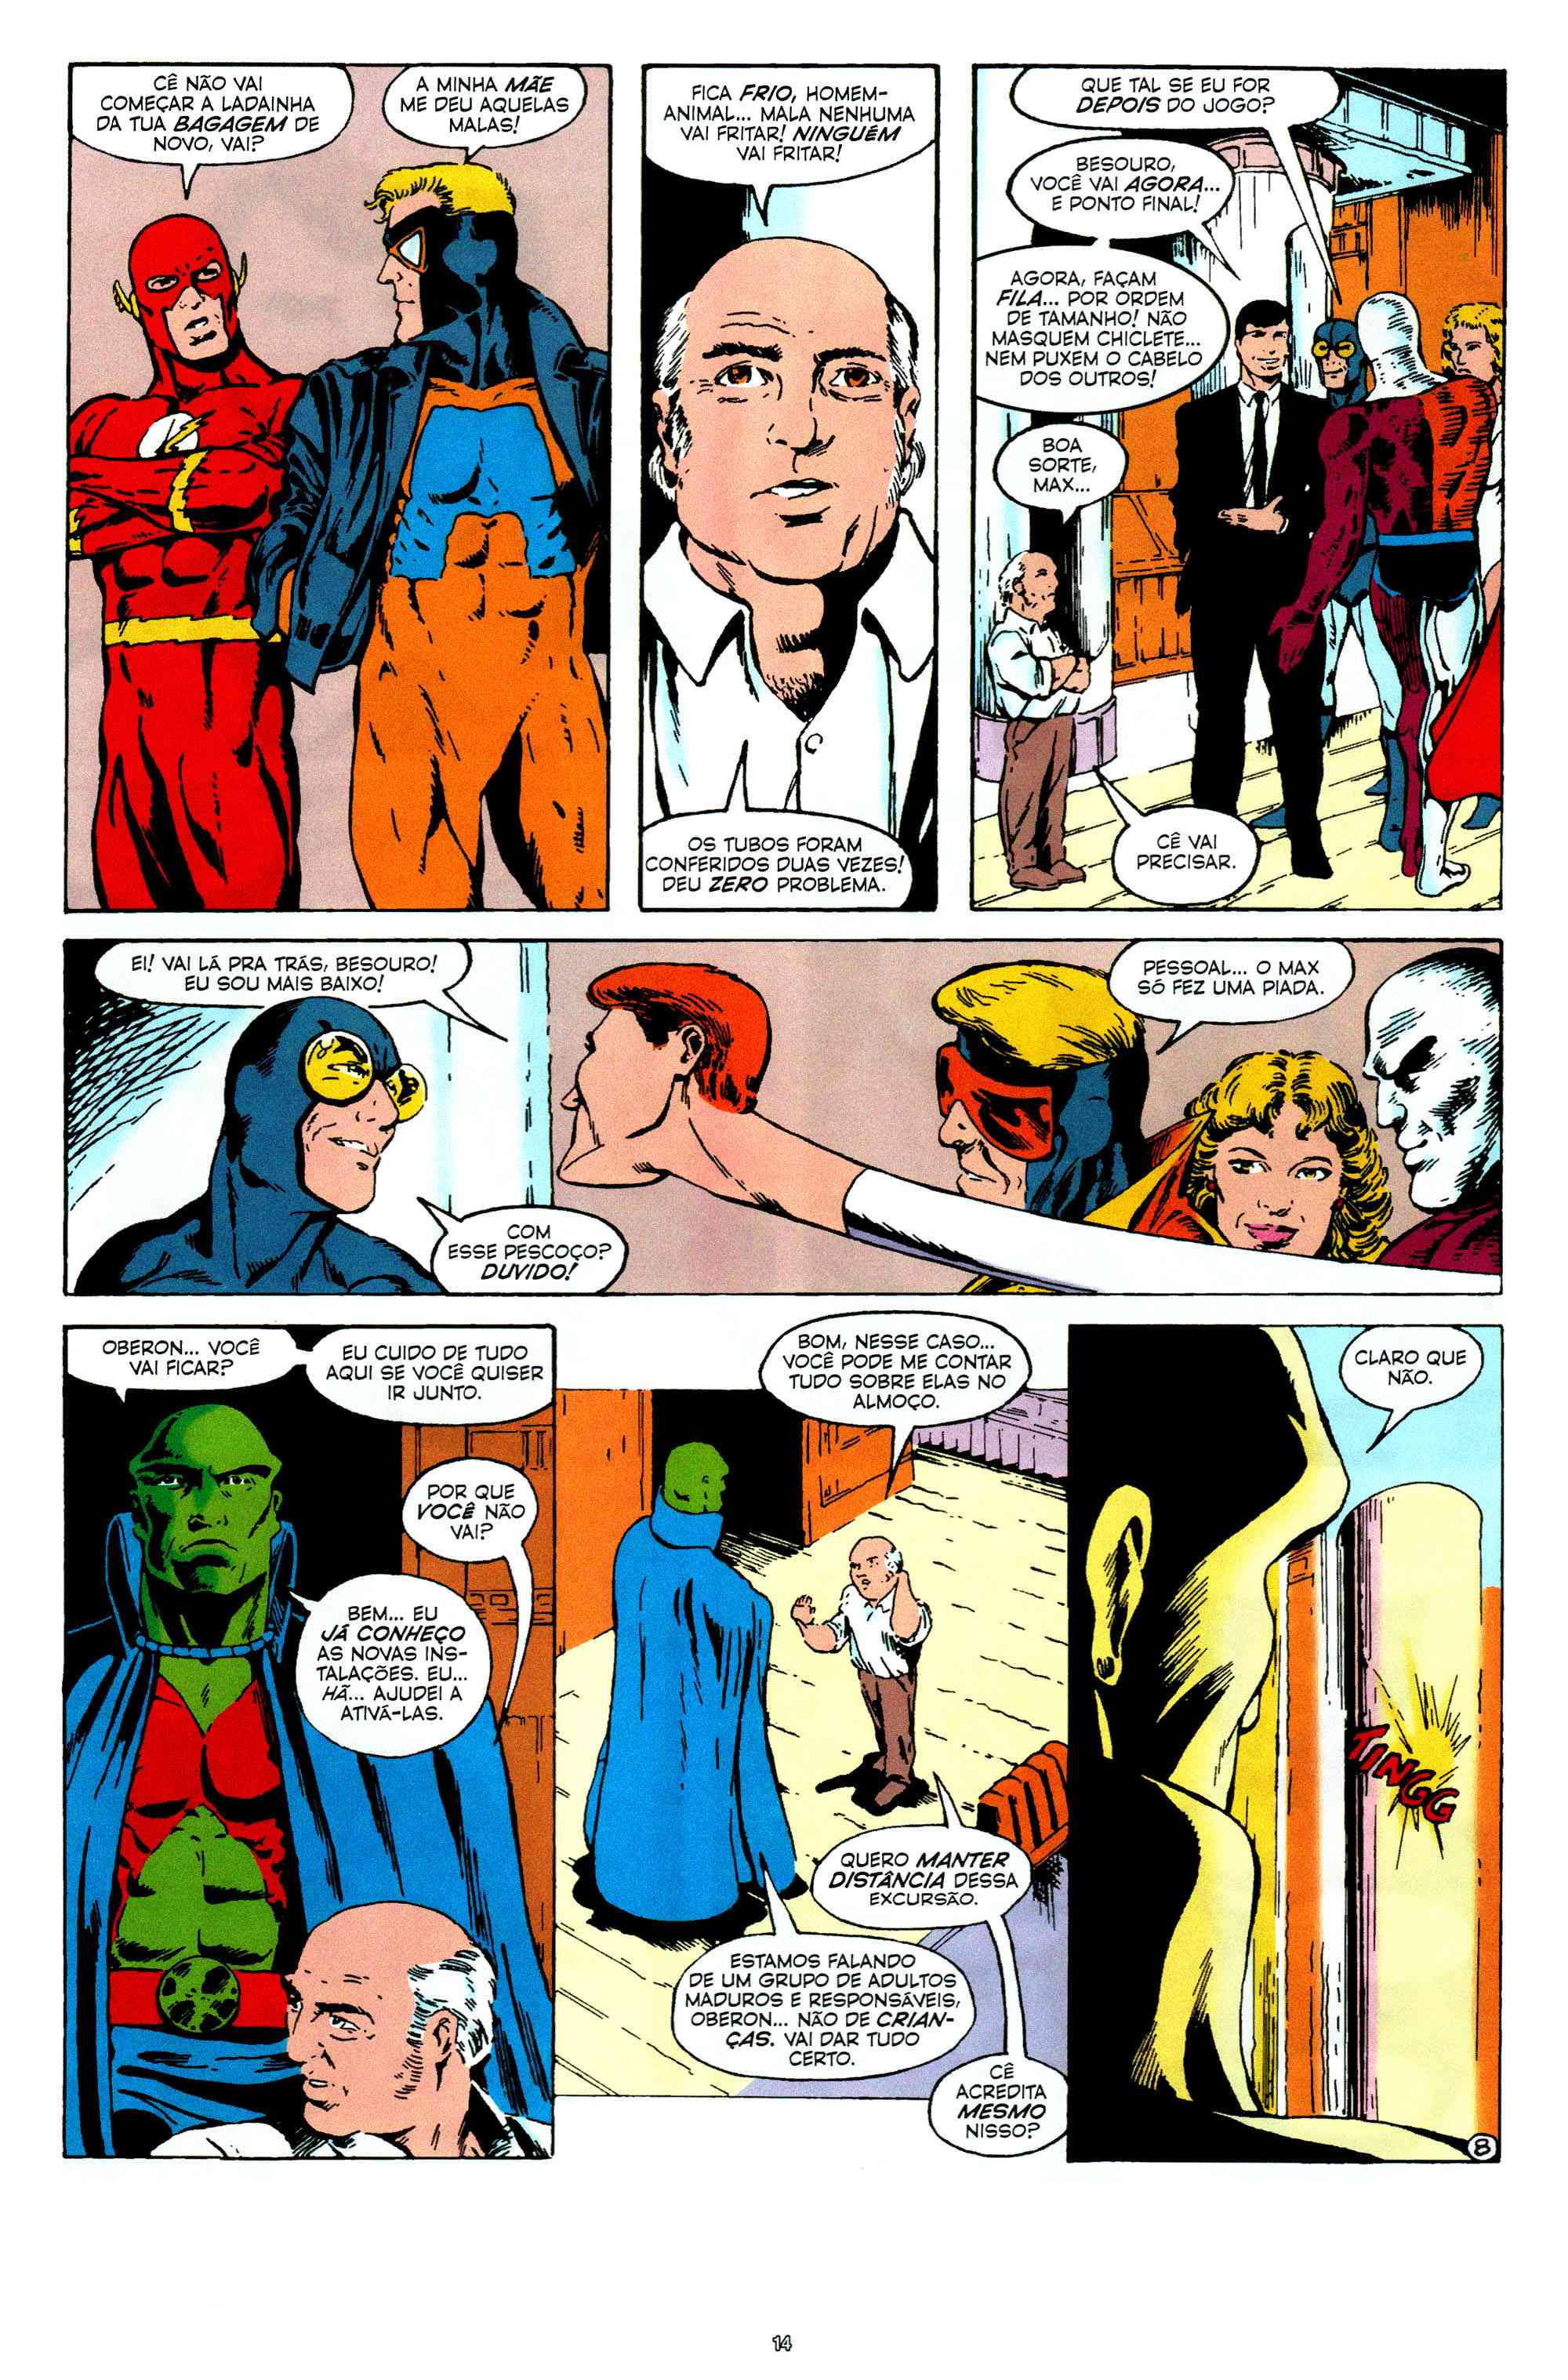 CÊ NÃO VAI
COMEÇAR A LADAINHA
DA TUA BAGAGEM DE
NOVO, VAI?
A MINHA MÃE
ME DEU AQUELAS
MALAS!
FICA FRIO, HOMEM-
ANIMAL... MALA NENHUMA
VAI FRITAR! NINGUÉM
VAI FRITAR!
OS TUBOS FORAM
CONFERIDOS DUAS VEZES!
DEU ZERO PROBLEMA.
QUE TAL SE EU FOR
DEPOIS DO JOGO?
BESOURO,
VOCÊ VAI AGORA...
E PONTO FINAL!
AGORA, FAÇAM
FILA... POR ORDEM
DE TAMANHO! NÃO
MASQUEM CHICLETE...
NEM PUXEM O CABELO
DOS OUTROS!
BOA
SORTE,
MAX...
CÊ VAI
PRECISAR.
EI! VAI LÁ PRA TRÁS, BESOURO!
EU SOU MAIS BAIXO!
COM
ESSE PESCOÇO?
DUVIDO!
PESSOAL... O MAX
SÓ FEZ UMA PIADA.
OBERON... VOCÊ
VAI FICAR?
EU CUIDO DE TUDO
AQUI SE VOCÊ QUISER
IR JUNTO.
POR QUE
VOCÊ NÃO
VAI?
BEM... EU
JÁ CONHEÇO
AS NOVAS INS-
TALAÇÕES. EU...
HÃ... AJUDEI A
ATIVÁ-LAS.
BOM, NESSE CASO...
VOCÊ PODE ME CONTAR
TUDO SOBRE ELAS NO
ALMOÇO.
QUERO MANTER
DISTÂNCIA DESSA
EXCURSÃO.
ESTAMOS FALANDO
DE UM GRUPO DE ADULTOS
MADUROS E RESPONSÁVEIS,
OBERON... NÃO DE CRIAN-
ÇAS. VAI DAR TUDO
CERTO.
CÊ
ACREDITA
MESMO
NISSO?
CLARO QUE
NÃO.
TINGG
8
14